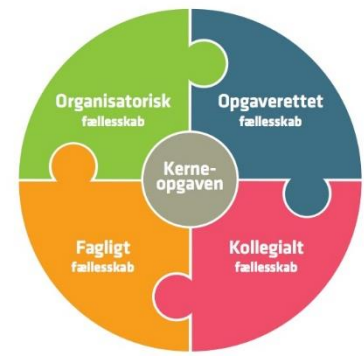 Organisatorisk
fællesskab
Opgaverettet
fællesskab
Kerne-
opgaven
Fagligt
fællesskab
Kollegialt
fællesskab